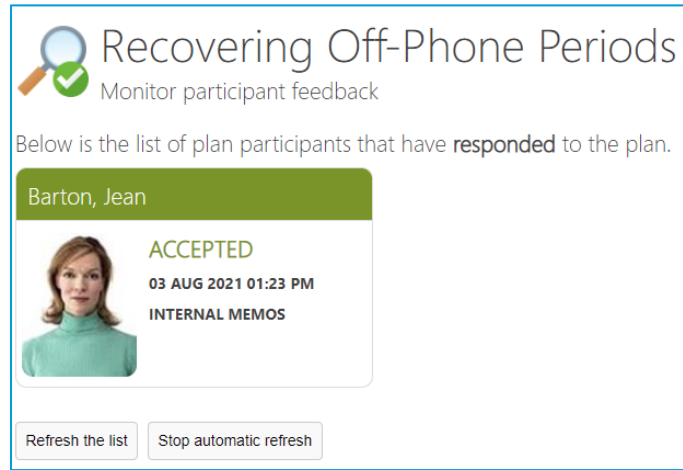 Recovering Off-Phone Periods
Monitor participant feedback
Below is the list of plan participants that have responded to the plan.
Barton, Jean
ACCEPTED
03 AUG 2021 01:23 PM
INTERNAL MEMOS
Refresh the list
Stop automatic refresh